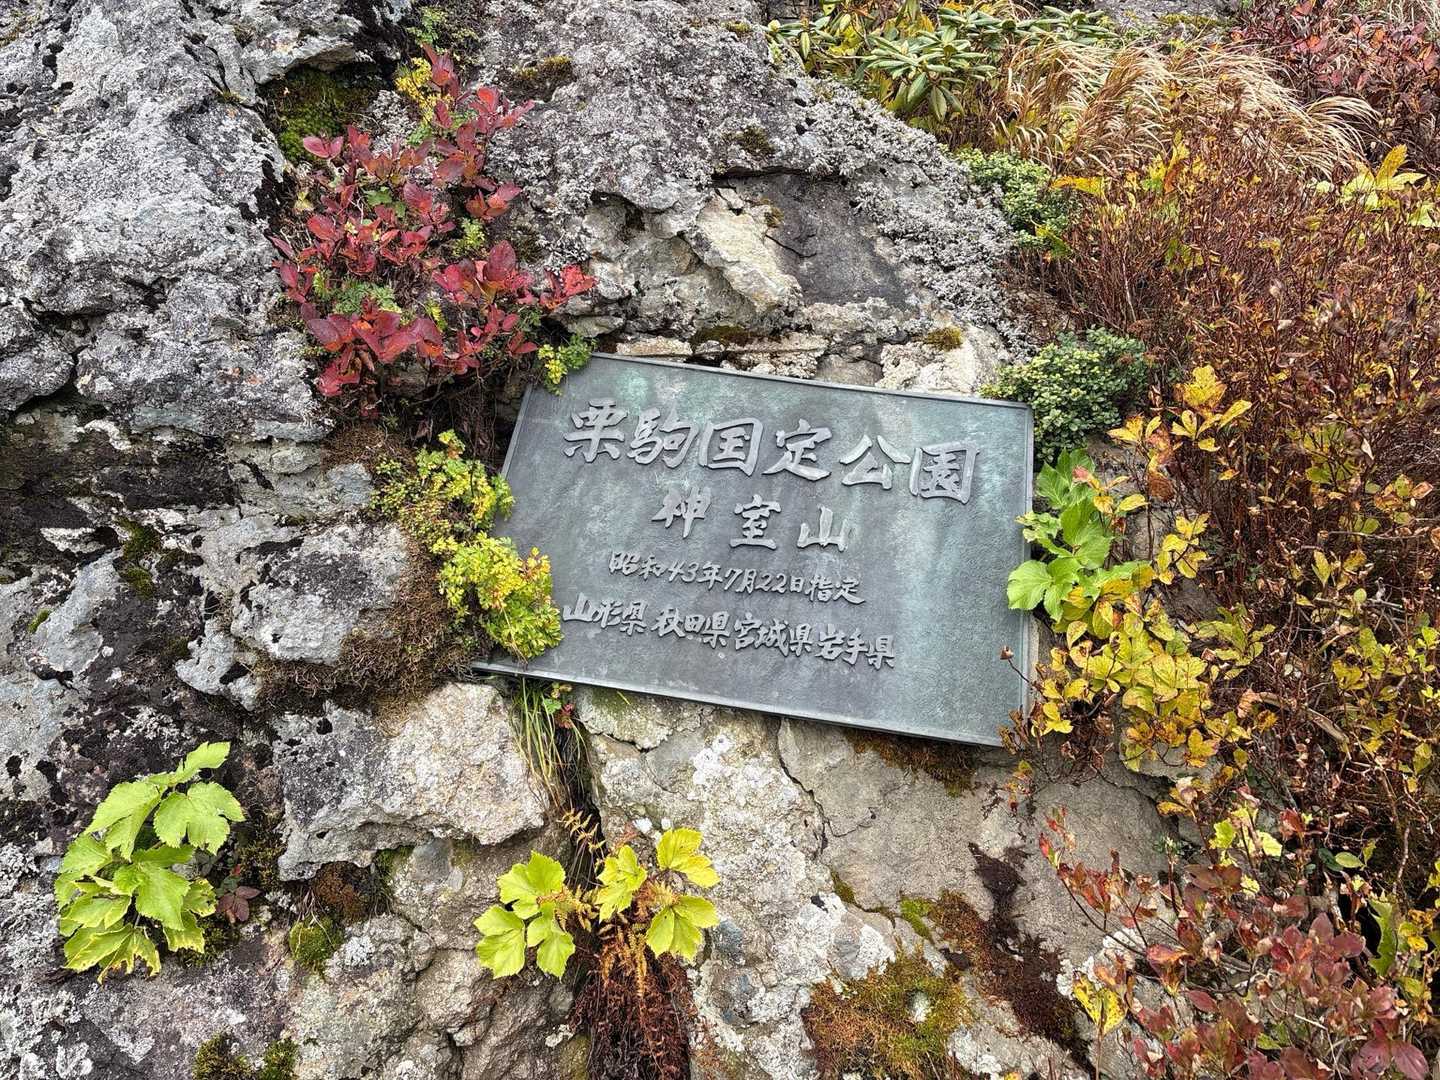 栗駒国定公園
神室山
昭和43年7月22日指定
山形県秋田県宮城県岩手県